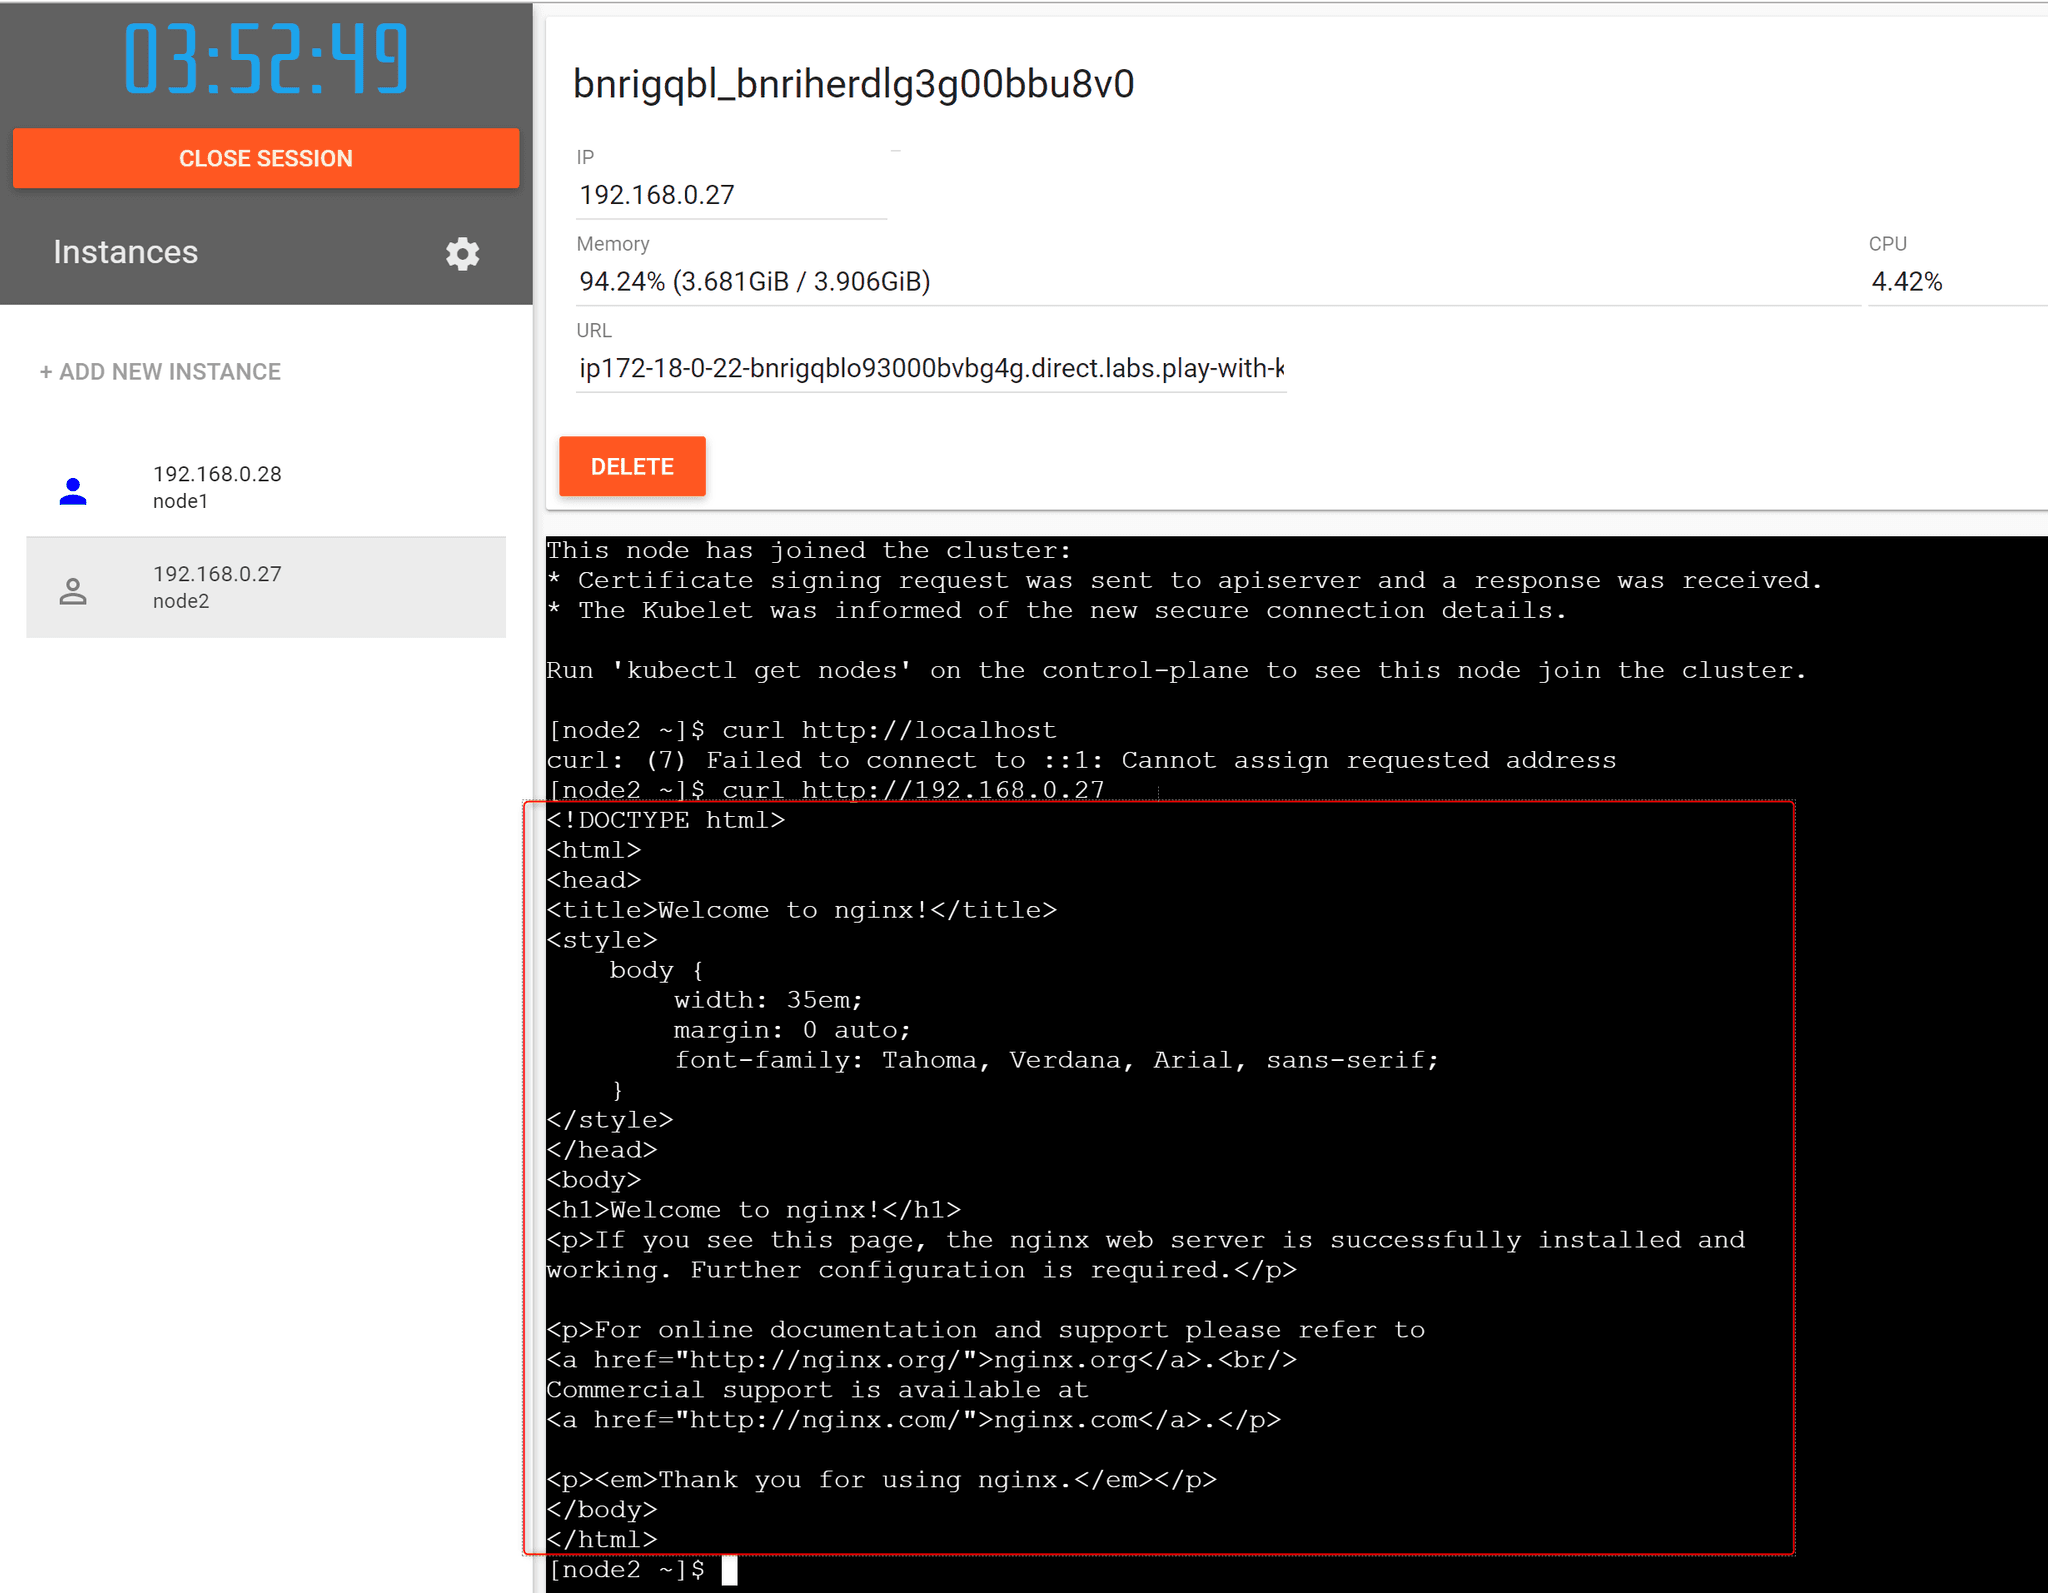 03:52:49
CLOSE SESSION
Instances
+ ADD NEW INSTANCE
192.168.0.28
node1
192.168.0.27
node2
bnrigqbl_bnriherdlg3g00bbu8v0
IP
192.168.0.27
Memory
94.24% (3.681GiB / 3.906GiB)
CPU
4.42%
URL
ip172-18-0-22-bnrigqblo93000bvbg4g.direct.labs.play-with-k
DELETE
This node has joined the cluster:
* Certificate signing request was sent to apiserver and a response was received.
* The Kubelet was informed of the new secure connection details.
Run 'kubectl get nodes' on the control-plane to see this node join the cluster.
[node2 ~]$ curl http://localhost
curl: (7) Failed to connect to ::1: Cannot assign requested address
[node2 ~]$ curl http://192.168.0.27
<!DOCTYPE html>
<html>
<head>
<title>Welcome to nginx!</title>
<style>
    body {
        width: 35em;
        margin: 0 auto;
        font-family: Tahoma, Verdana, Arial, sans-serif;
    }
</style>
</head>
<body>
<h1>Welcome to nginx!</h1>
<p>If you see this page, the nginx web server is successfully installed and
working. Further configuration is required.</p>
<p>For online documentation and support please refer to
<a href="http://nginx.org/">nginx.org</a>.<br/>
Commercial support is available at
<a href="http://nginx.com/">nginx.com</a>.</p>
<p><em>Thank you for using nginx.</em></p>
</body>
</html>
[node2 ~]$